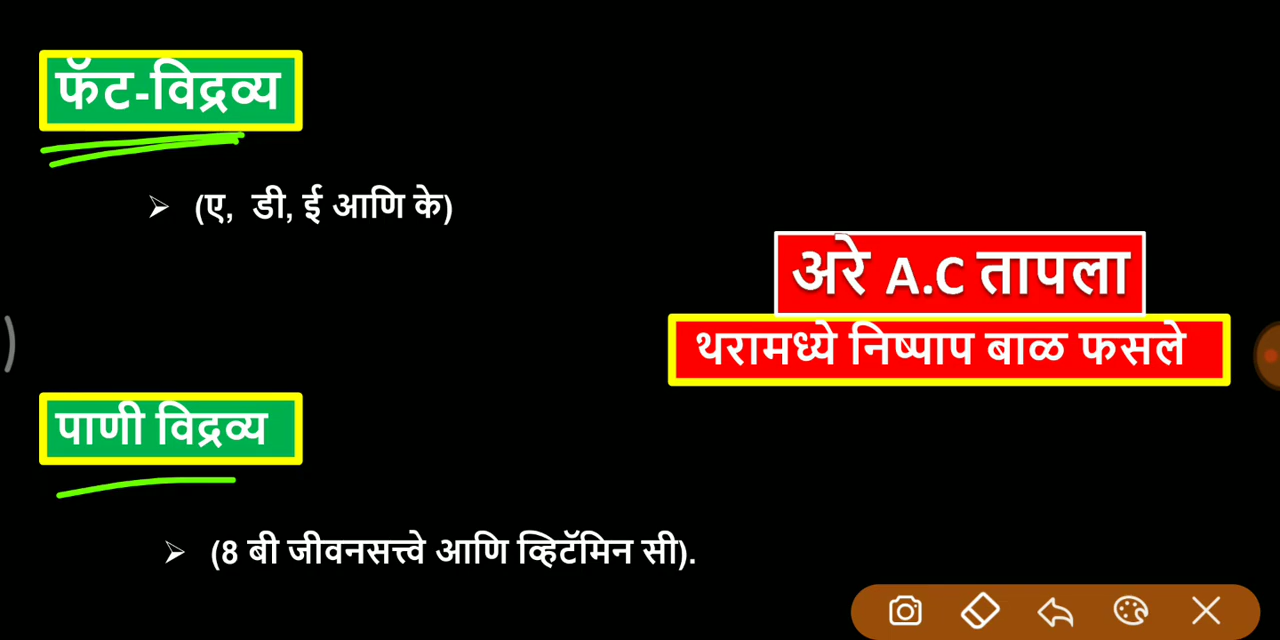 फॅट-विद्रव्य
➢ (ए, डी, ई आणि के)
अरे A.C तापला
थरामध्ये निष्पाप बाळ फसले
पाणी विद्रव्य
➢ (8 बी जीवनसत्त्वे आणि व्हिटॅमिन सी).